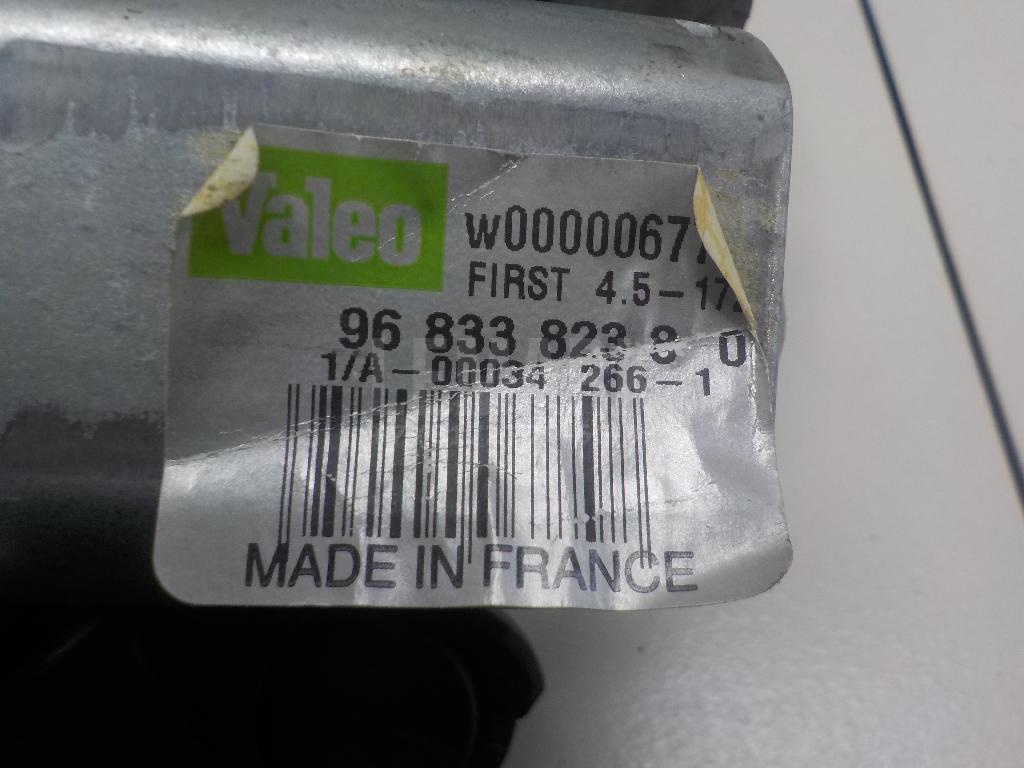 Valeo
w0000067
FIRST 4.5-17
96 833 823 8 0
1/A-00034 266-1
MADE IN FRANCE